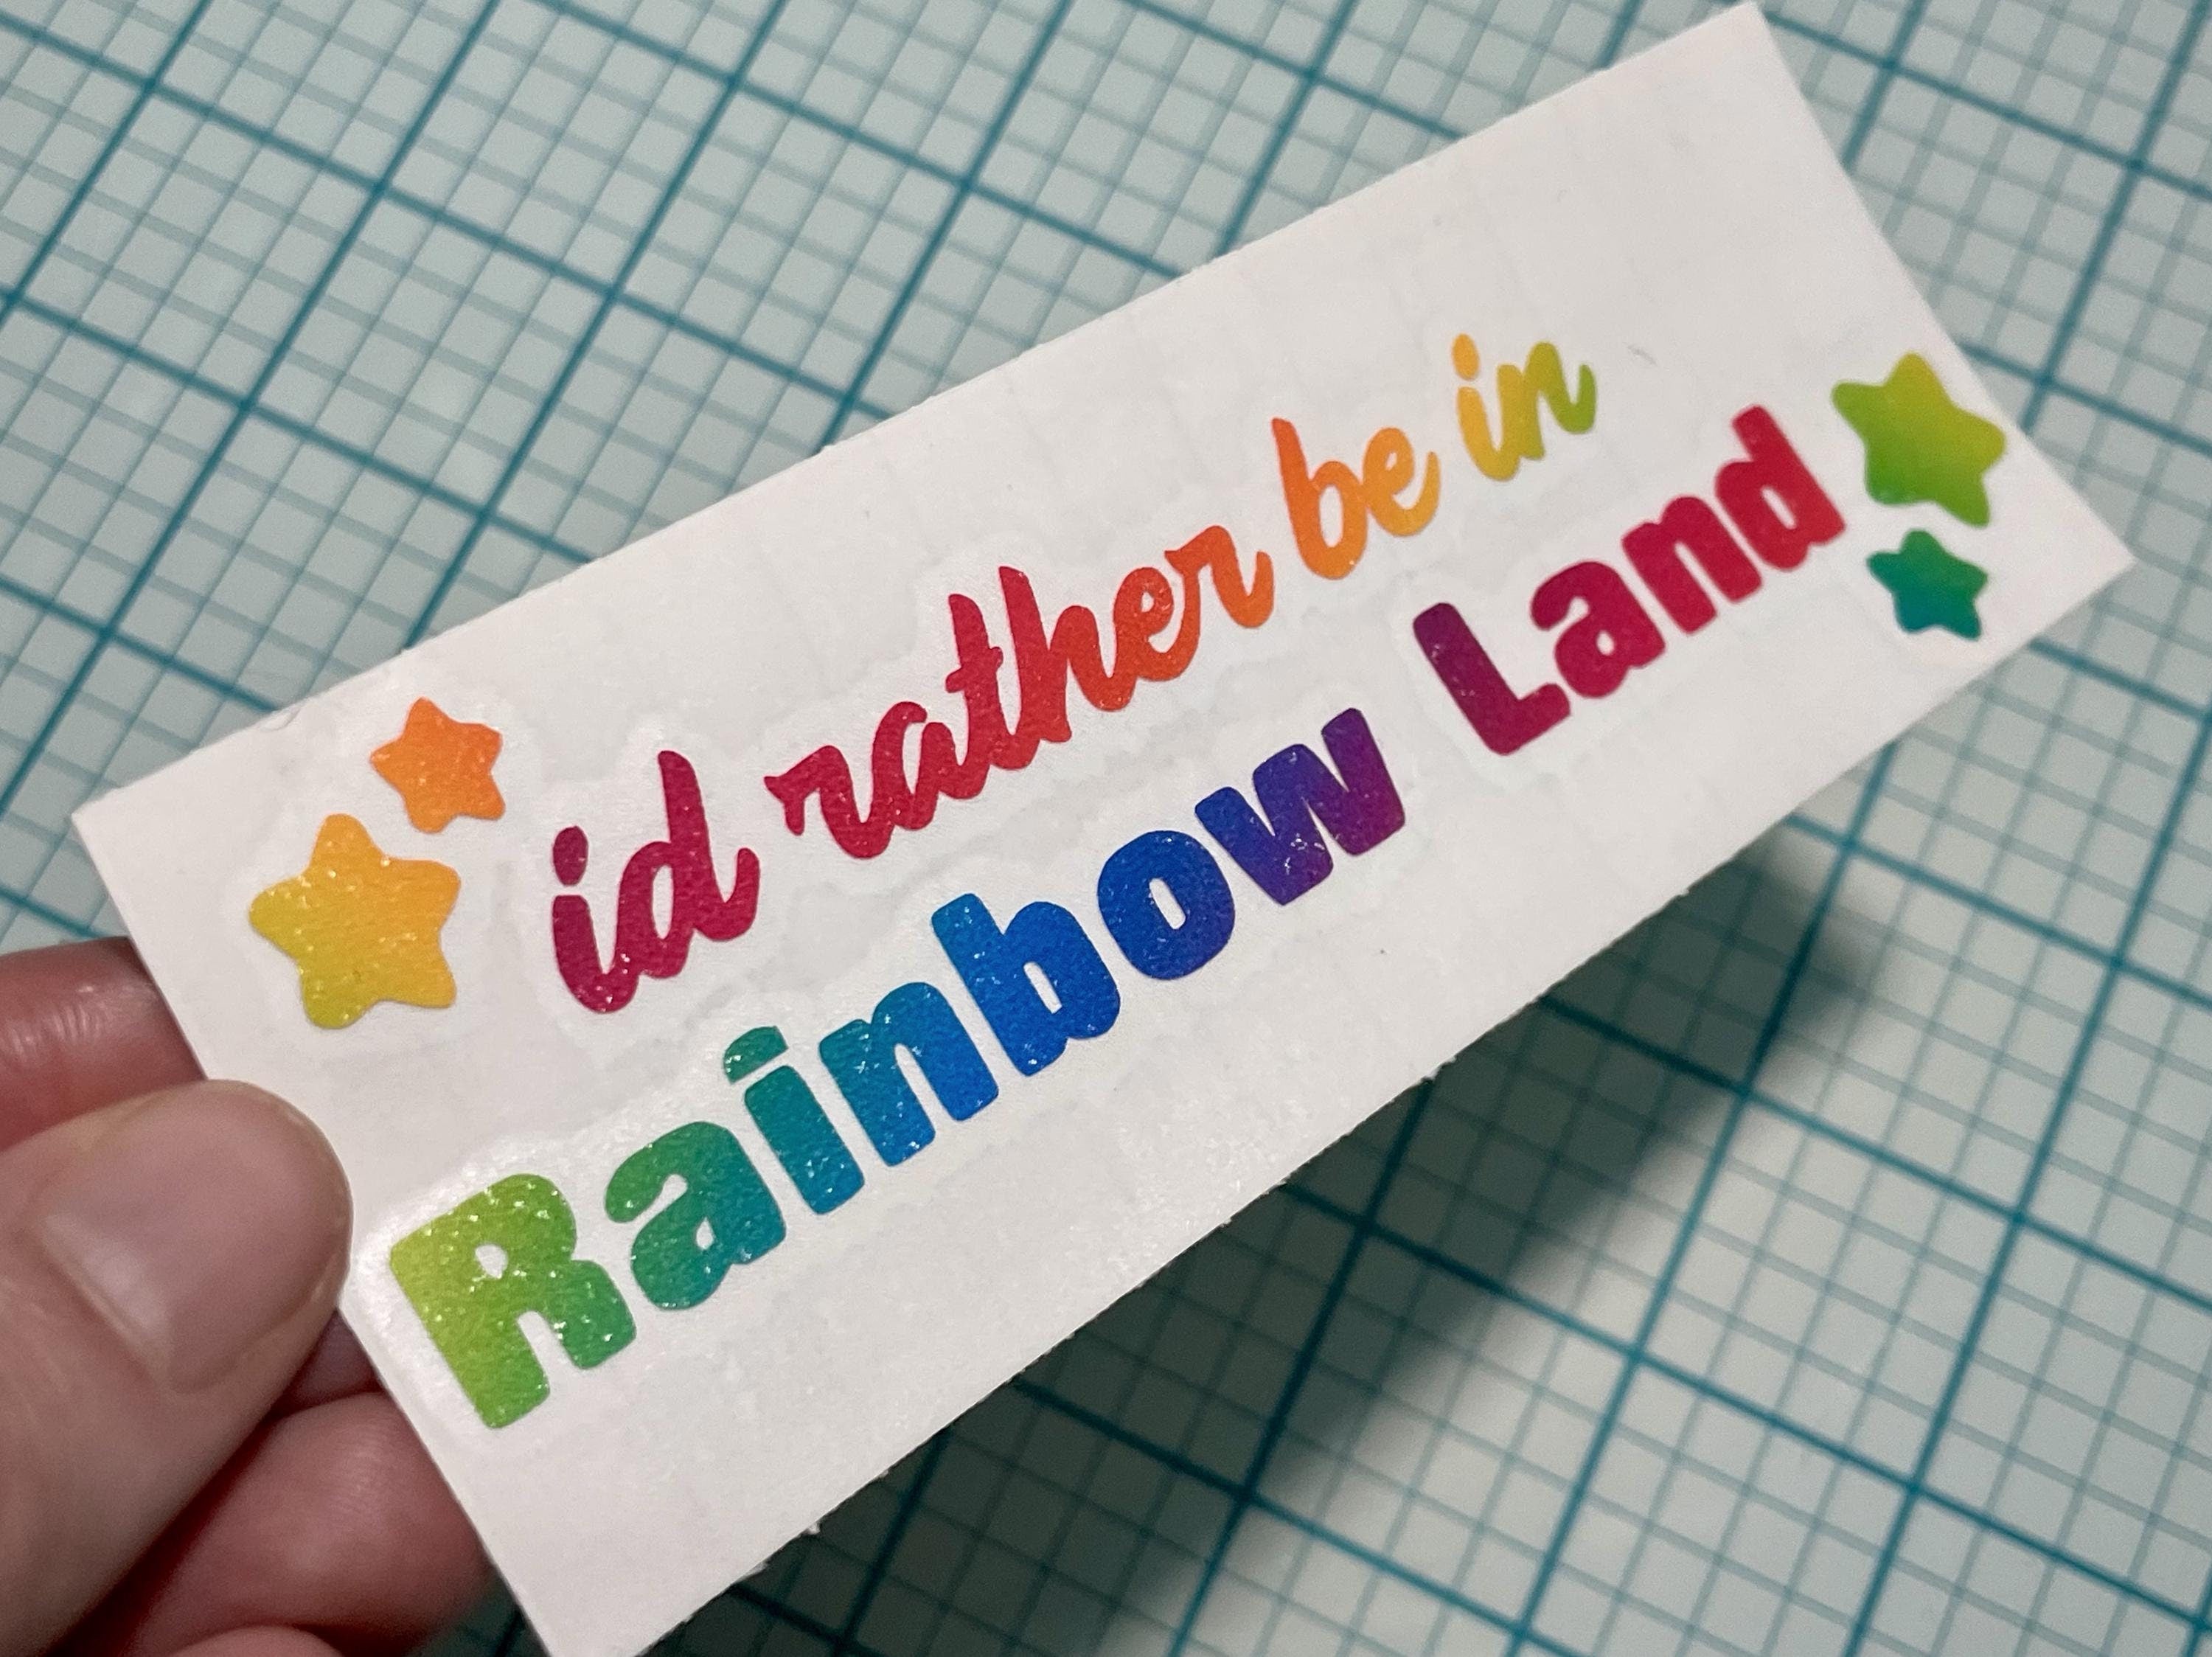 id rather be in
Rainbow Land